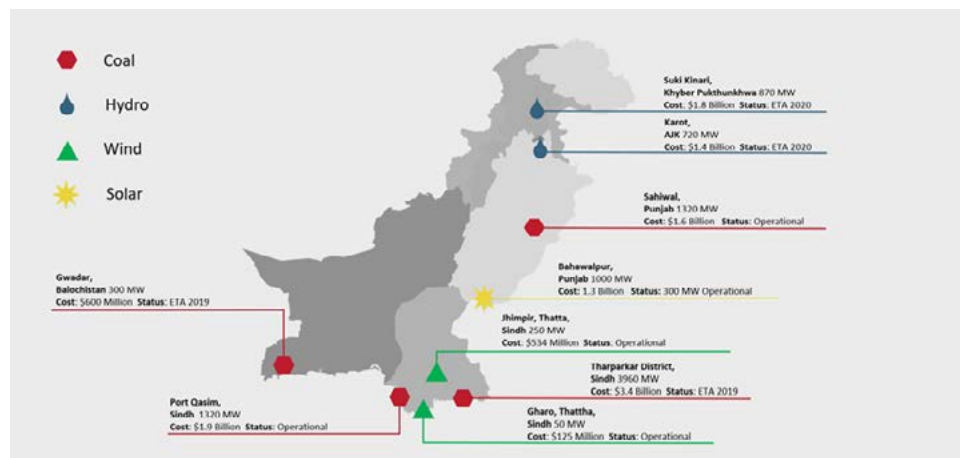 Coal
Hydro
Wind
Solar
Suki Kinari,
Khyber Pukthunkhwa 870 MW
Cost: $1.8 Billion Status: ETA 2020
Karot,
AJK 720 MW
Cost: $1.4 Billion Status: ETA 2020
Sahiwal,
Punjab 1320 MW
Cost: $1.6 Billion Status: Operational
Bahawalpur,
Punjab 1000 MW
Cost: 1.3 Billion Status: 300 MW Operational
Gwadar,
Balochistan 300 MW
Cost: $600 Million Status: ETA 2019
Jhimpir, Thatta,
Sindh 250 MW
Cost: $534 Million Status: Operational
Tharparkar District,
Sindh 3960 MW
Cost: $3.4 Billion Status: ETA 2019
Port Qasim,
Sindh 1320 MW
Cost: $1.9 Billion Status: Operational
Gharo, Thattha,
Sindh 50 MW
Cost: $125 Million Status: Operational